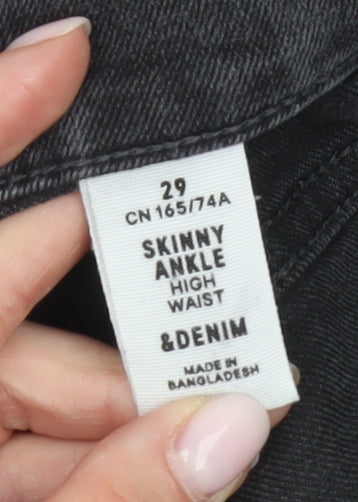 29
CN 165/74A
SKINNY
ANKLE
HIGH
WAIST
&DENIM
MADE IN
BANGLADESH